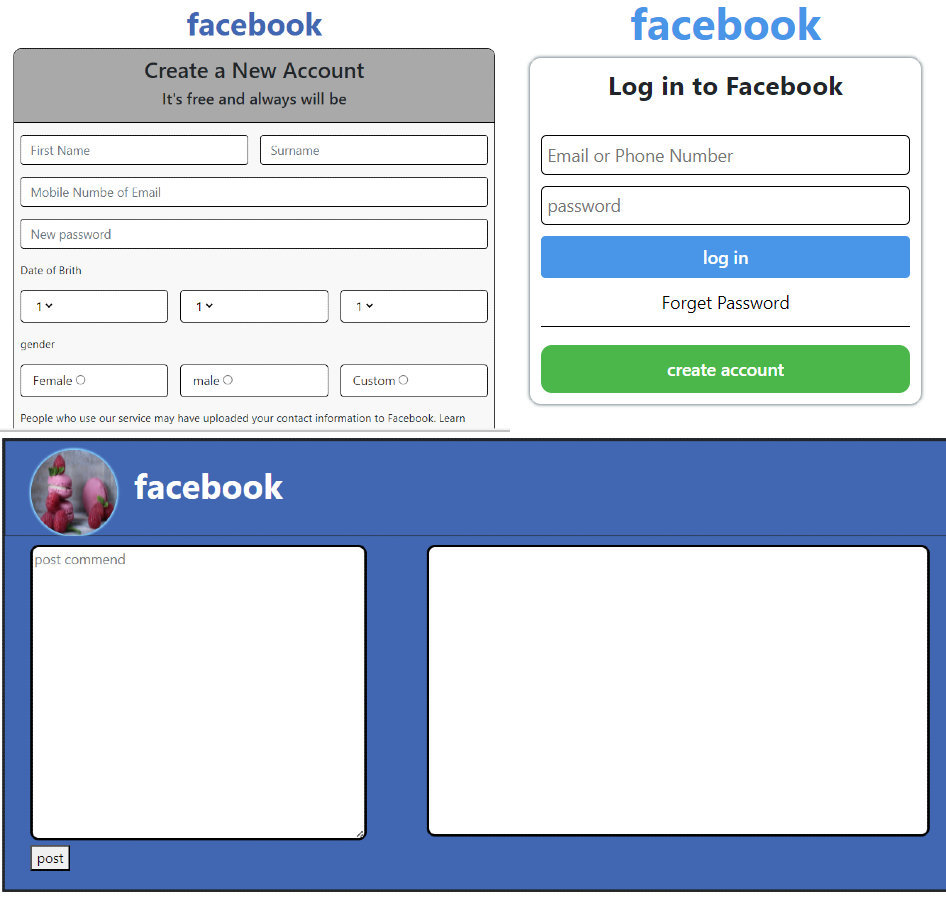 facebook
Create a New Account
It's free and always will be
First Name
Surname
Mobile Numbe of Email
New password
Date of Brith
1
1
1
gender
Female
male
Custom
People who use our service may have uploaded your contact information to Facebook. Learn
facebook
Log in to Facebook
Email or Phone Number
password
log in
Forget Password
create account
facebook
post commend
post